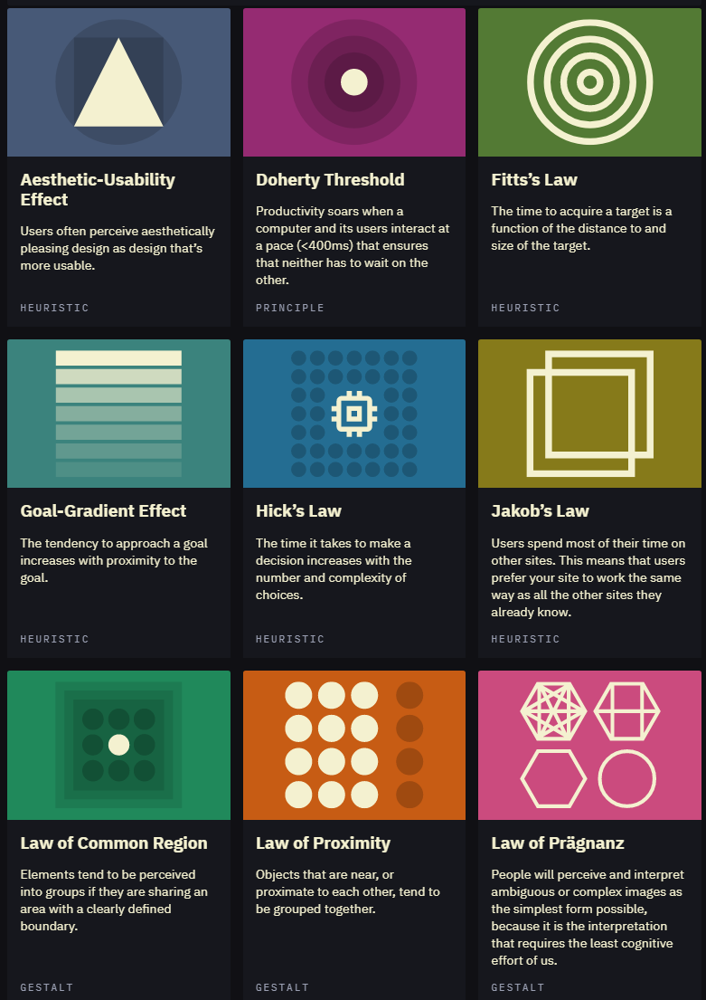 Aesthetic-Usability
Effect
Users often perceive aesthetically
pleasing design as design that’s
more usable.
HEURISTIC
Doherty Threshold
Productivity soars when a
computer and its users interact at
a pace (<400ms) that ensures
that neither has to wait on the
other.
PRINCIPLE
Fitts’s Law
The time to acquire a target is a
function of the distance to and
size of the target.
HEURISTIC
Goal-Gradient Effect
The tendency to approach a goal
increases with proximity to the
goal.
HEURISTIC
Hick’s Law
The time it takes to make a
decision increases with the
number and complexity of
choices.
HEURISTIC
Jakob’s Law
Users spend most of their time on
other sites. This means that users
prefer your site to work the same
way as all the other sites they
already know.
HEURISTIC
Law of Common Region
Elements tend to be perceived
into groups if they are sharing an
area with a clearly defined
boundary.
GESTALT
Law of Proximity
Objects that are near, or
proximate to each other, tend to
be grouped together.
GESTALT
Law of Prägnanz
People will perceive and interpret
ambiguous or complex images as
the simplest form possible,
because it is the interpretation
that requires the least cognitive
effort of us.
GESTALT